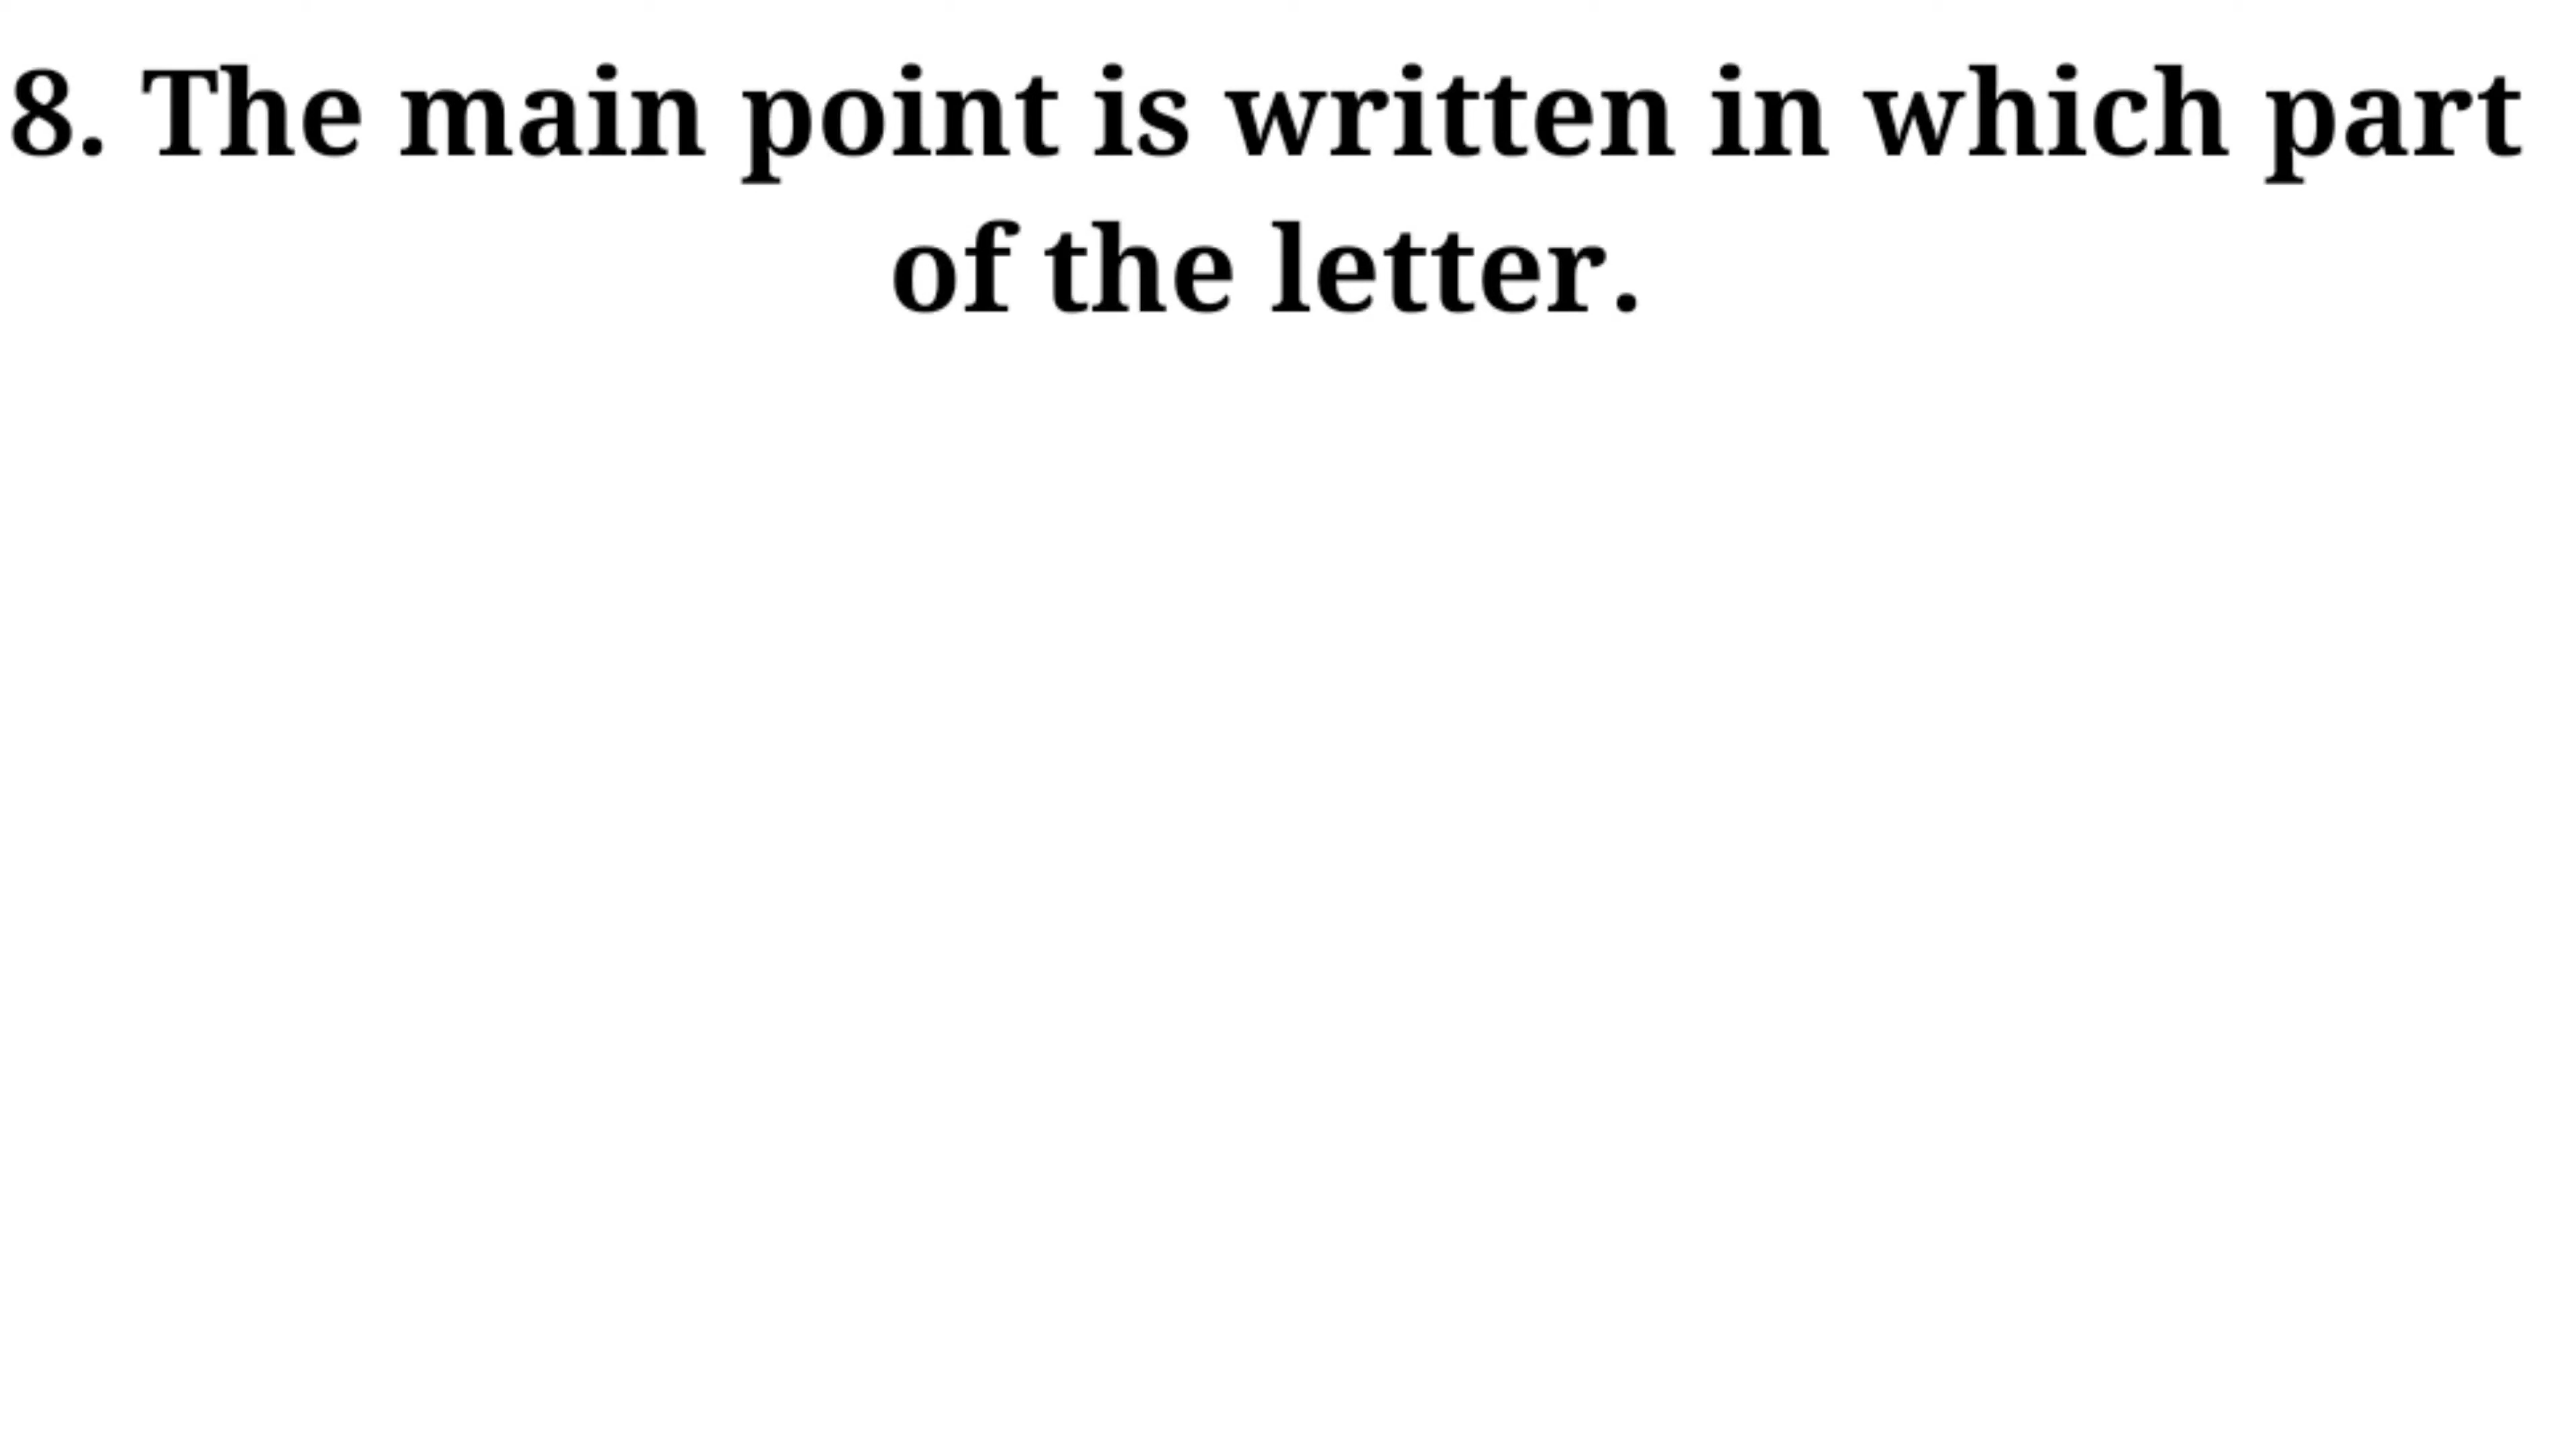 8. The main point is written in which part
of the letter.